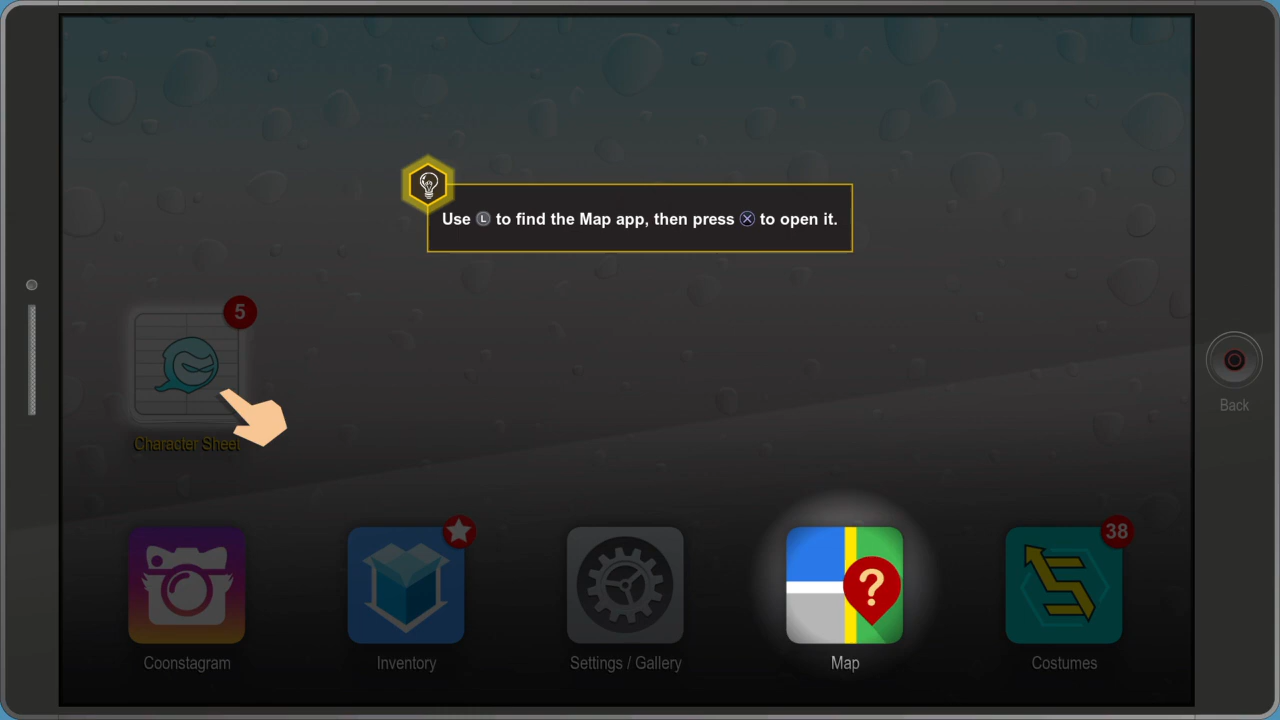 Use L to find the Map app, then press X to open it.
5
Character Sheet
Back
38
?
Coonstagram
Inventory
Settings / Gallery
Map
Costumes